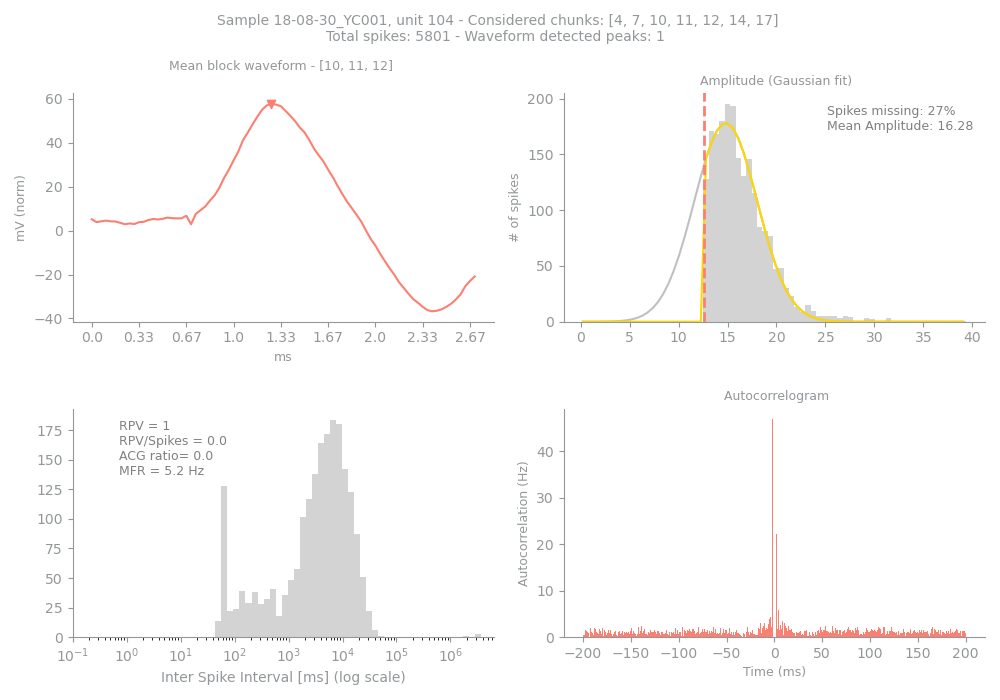 Sample 18-08-30_YC001, unit 104 - Considered chunks: [4, 7, 10, 11, 12, 14, 17]
Total spikes: 5801 - Waveform detected peaks: 1
Mean block waveform - [10, 11, 12]
60
40
20
0
−20
−40
mV (norm)
0.0 0.33 0.67 1.0 1.33 1.67 2.0 2.33 2.67
ms
Amplitude (Gaussian fit)
Spikes missing: 27%
Mean Amplitude: 16.28
200
150
100
50
0
# of spikes
0 5 10 15 20 25 30 35 40
RPV = 1
RPV/Spikes = 0.0
ACG ratio= 0.0
MFR = 5.2 Hz
175
150
125
100
75
50
25
0
10⁻¹ 10⁰ 10¹ 10² 10³ 10⁴ 10⁵ 10⁶
Inter Spike Interval [ms] (log scale)
Autocorrelogram
40
30
20
10
0
Autocorrelation (Hz)
−200 −150 −100 −50 0 50 100 150 200
Time (ms)